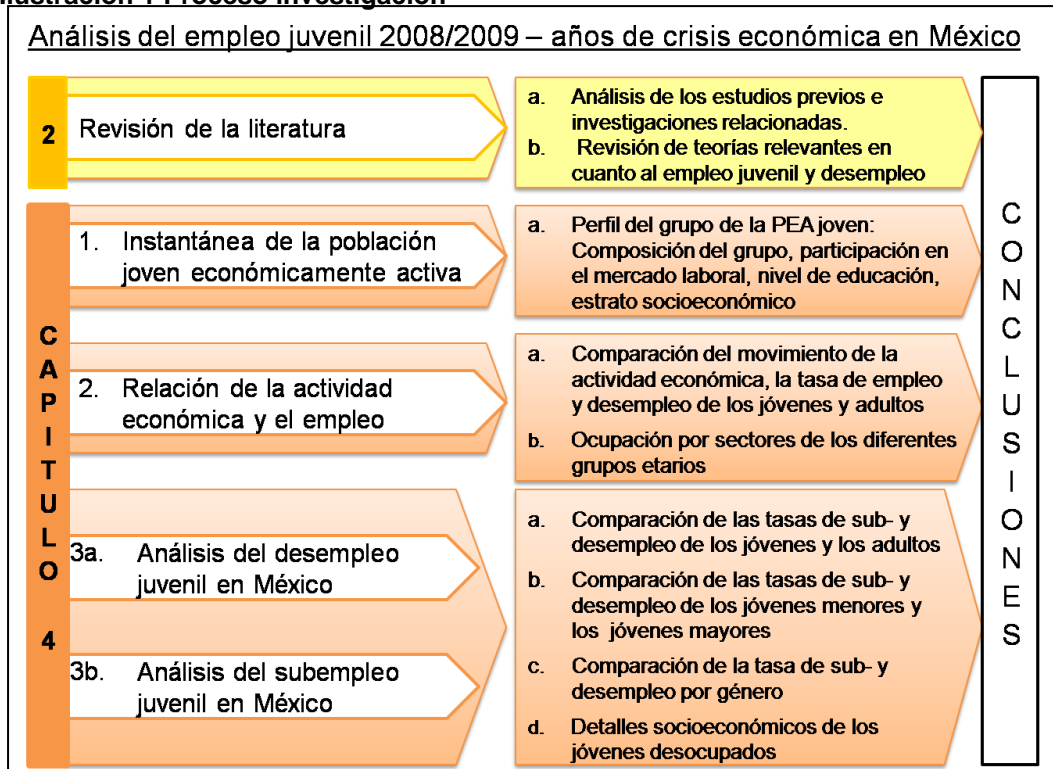 Ilustración 1 Proceso investigación
Análisis del empleo juvenil 2008/2009 – años de crisis económica en México
2
Revisión de la literatura
a. Análisis de los estudios previos e
investigaciones relacionadas.
b. Revisión de teorías relevantes en
cuanto al empleo juvenil y desempleo
CAPITULO 4
1. Instantánea de la población
joven económicamente activa
a. Perfil del grupo de la PEA joven:
Composición del grupo, participación en
el mercado laboral, nivel de educación,
estrato socioeconómico
2. Relación de la actividad
económica y el empleo
a. Comparación del movimiento de la
actividad económica, la tasa de empleo
y desempleo de los jóvenes y adultos
b. Ocupación por sectores de los diferentes
grupos etarios
3a. Análisis del desempleo
juvenil en México
3b. Análisis del subempleo
juvenil en México
a. Comparación de las tasas de sub- y
desempleo de los jóvenes y los adultos
b. Comparación de las tasas de sub- y
desempleo de los jóvenes menores y
los jóvenes mayores
c. Comparación de la tasa de sub- y
desempleo por género
d. Detalles socioeconómicos de los
jóvenes desocupados
CONCLUSIONES